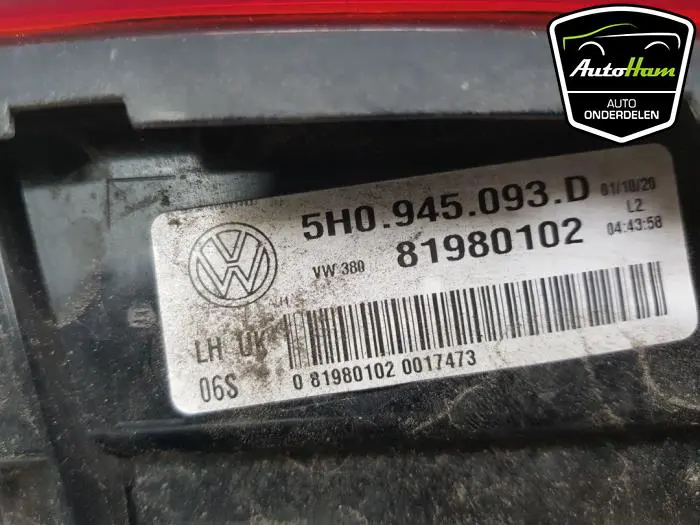 AutoHam
AUTO
ONDERDELEN
5H0.945.093.D
01/10/20
L2
VW 380
81980102
04:43:58
LH
06S
0 81980102 0017473